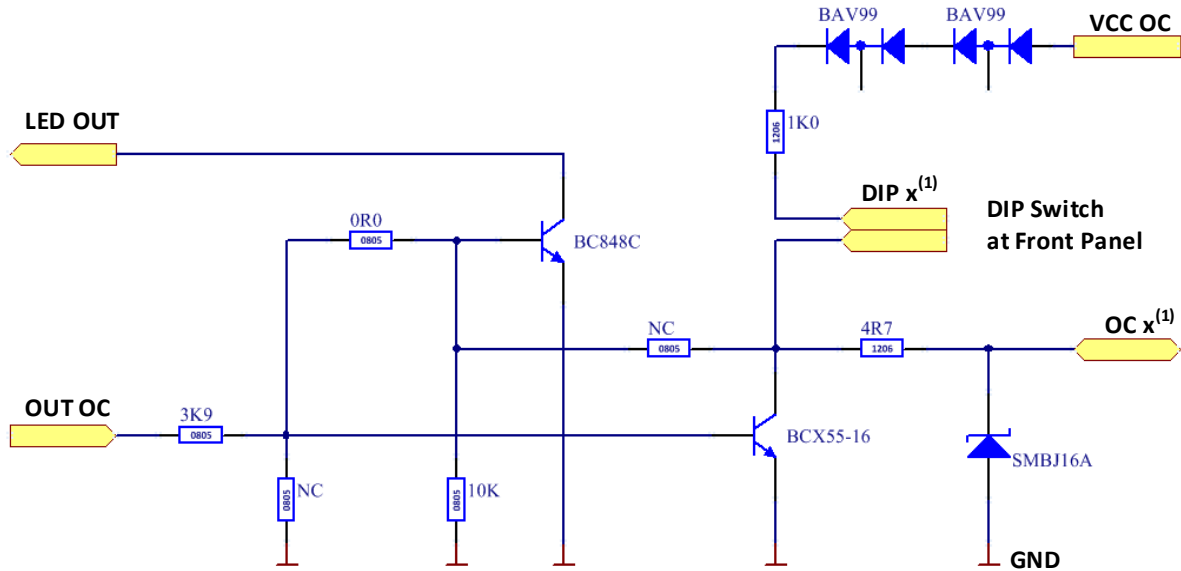 BAV99
BAV99
VCC OC
1206
1K0
LED OUT
DIP x(1)
DIP Switch
at Front Panel
0R0
0805
BC848C
NC
0805
4R7
1206
OC x(1)
OUT OC
3K9
0805
BCX55-16
SMBJ16A
0805
NC
0805
10K
GND